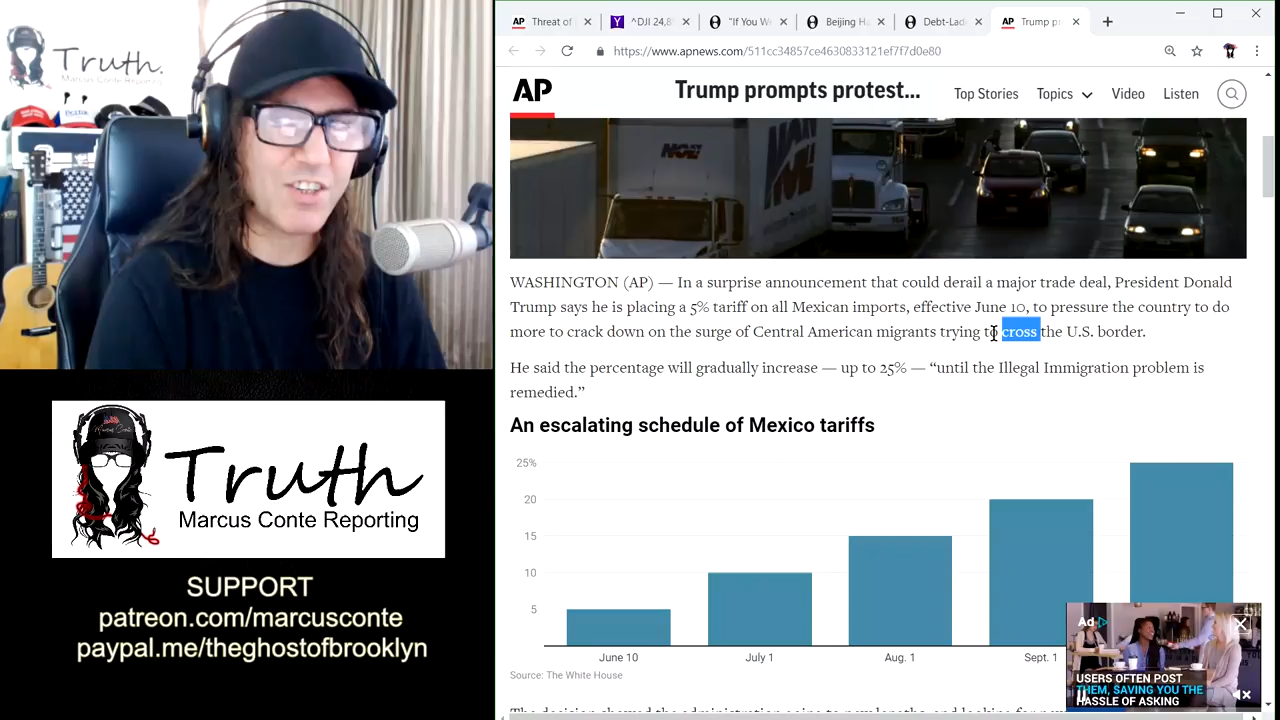 Truth.
Marcus Conte Reporting
Truth
Marcus Conte Reporting
SUPPORT
patreon.com/marcusconte
paypal.me/theghostofbrooklyn
AP Threat of
^DJI 24,8
"If You W
Beijing Ha
Debt-Lad
AP Trump pr
https://www.apnews.com/511cc34857ce4630833121ef7f7d0e80
AP
Trump prompts protest...
Top Stories
Topics
Video
Listen
WASHINGTON (AP) — In a surprise announcement that could derail a major trade deal, President Donald
Trump says he is placing a 5% tariff on all Mexican imports, effective June 10, to pressure the country to do
more to crack down on the surge of Central American migrants trying to cross the U.S. border.
He said the percentage will gradually increase — up to 25% — “until the Illegal Immigration problem is
remedied.”
An escalating schedule of Mexico tariffs
25%
20
15
10
5
June 10
July 1
Aug. 1
Sept. 1
Source: The White House
Ad
USERS OFTEN POST
THEM, SAVING YOU THE
HASSLE OF ASKING